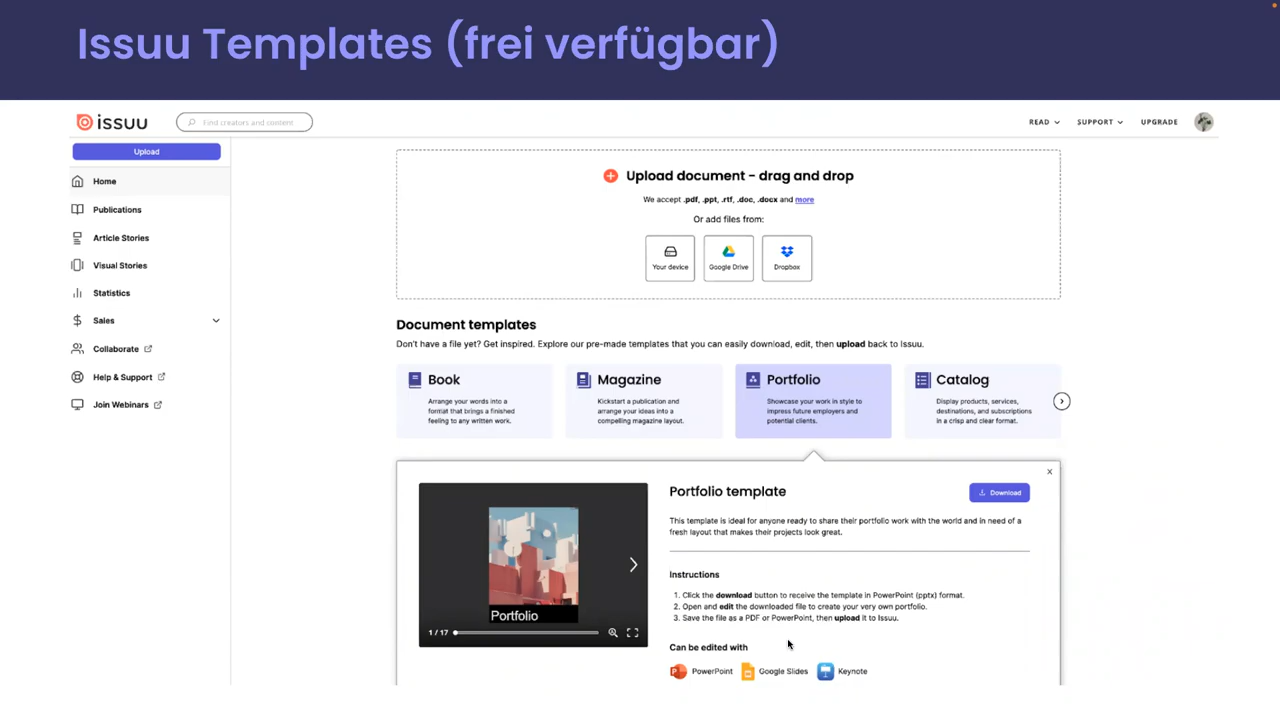 Issuu Templates (frei verfügbar)
issuu
Find creators and content
READ
SUPPORT
UPGRADE
Upload
Home
Publications
Article Stories
Visual Stories
Statistics
Sales
Collaborate
Help & Support
Join Webinars
Upload document - drag and drop
We accept .pdf, .ppt, .rtf, .doc, .docx and more
Or add files from:
Your device
Google Drive
Dropbox
Document templates
Don't have a file yet? Get inspired. Explore our pre-made templates that you can easily download, edit, then upload back to Issuu.
Book
Arrange your words into a
format that brings a finished
feeling to any written work.
Magazine
Kickstart a publication and
arrange your ideas into a
compelling magazine layout.
Portfolio
Showcase your work in style to
impress future employers and
potential clients.
Catalog
Display products, services,
destinations, and subscriptions
in a crisp and clear format.
Portfolio
1 / 17
Portfolio template
Download
This template is ideal for anyone ready to share their portfolio work with the world and in need of a
fresh layout that makes their projects look great.
Instructions
1. Click the download button to receive the template in PowerPoint (pptx) format.
2. Open and edit the downloaded file to create your very own portfolio.
3. Save the file as a PDF or PowerPoint, then upload it to Issuu.
Can be edited with
PowerPoint
Google Slides
Keynote